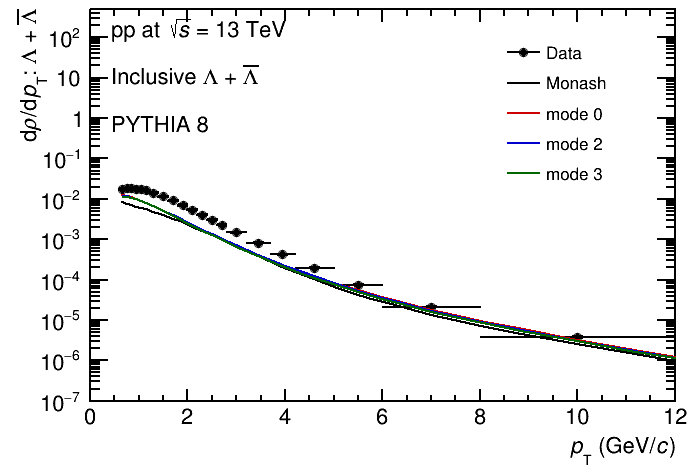 pp at √s = 13 TeV
Inclusive Λ + Λ̅
PYTHIA 8
Data
Monash
mode 0
mode 2
mode 3
dρ/dp_T: Λ + Λ̅
10²
10
1
10⁻¹
10⁻²
10⁻³
10⁻⁴
10⁻⁵
10⁻⁶
10⁻⁷
0 2 4 6 8 10 12
p_T (GeV/c)